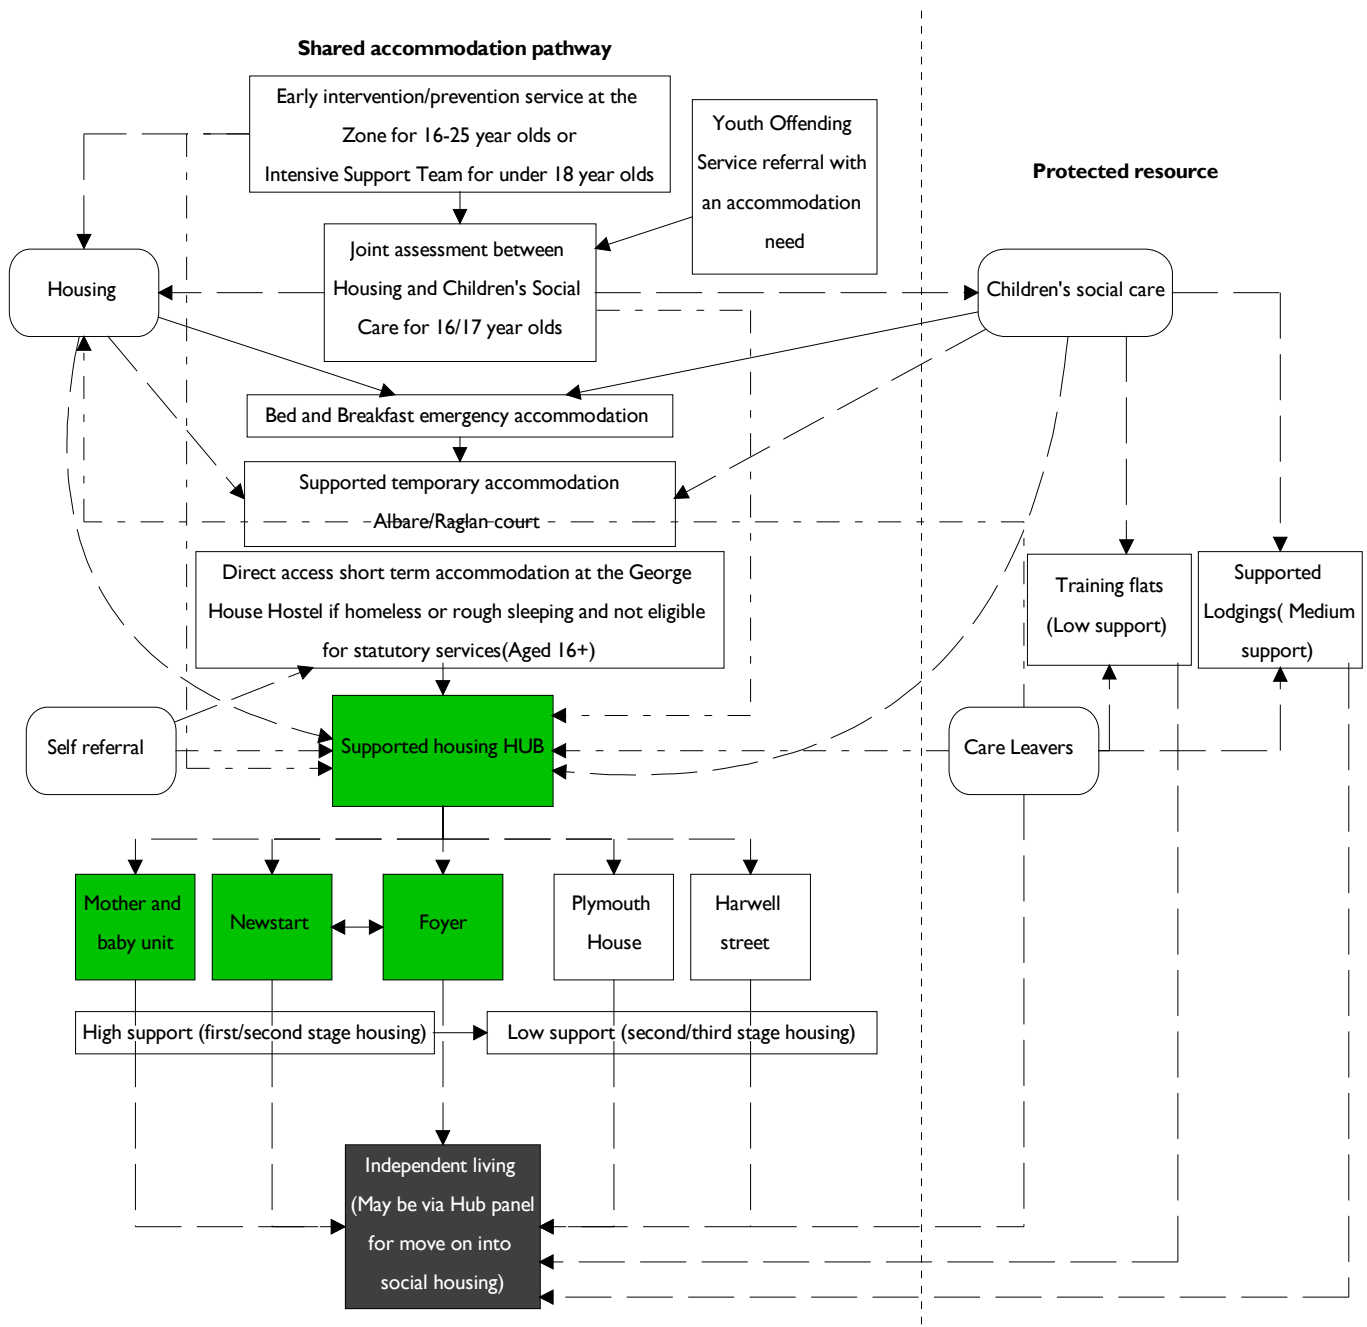 Shared accommodation pathway
Early intervention/prevention service at the
Zone for 16-25 year olds or
Intensive Support Team for under 18 year olds
Youth Offending
Service referral with
an accommodation
need
Protected resource
Joint assessment between
Housing and Children's Social
Care for 16/17 year olds
Housing
Children's social care
Bed and Breakfast emergency accommodation
Supported temporary accommodation
Albare/Raglan court
Direct access short term accommodation at the George
House Hostel if homeless or rough sleeping and not eligible
for statutory services(Aged 16+)
Training flats
(Low support)
Supported
Lodgings( Medium
support)
Self referral
Supported housing HUB
Care Leavers
Mother and
baby unit
Newstart
Foyer
Plymouth
House
Harwell
street
High support (first/second stage housing)
Low support (second/third stage housing)
Independent living
(May be via Hub panel
for move on into
social housing)